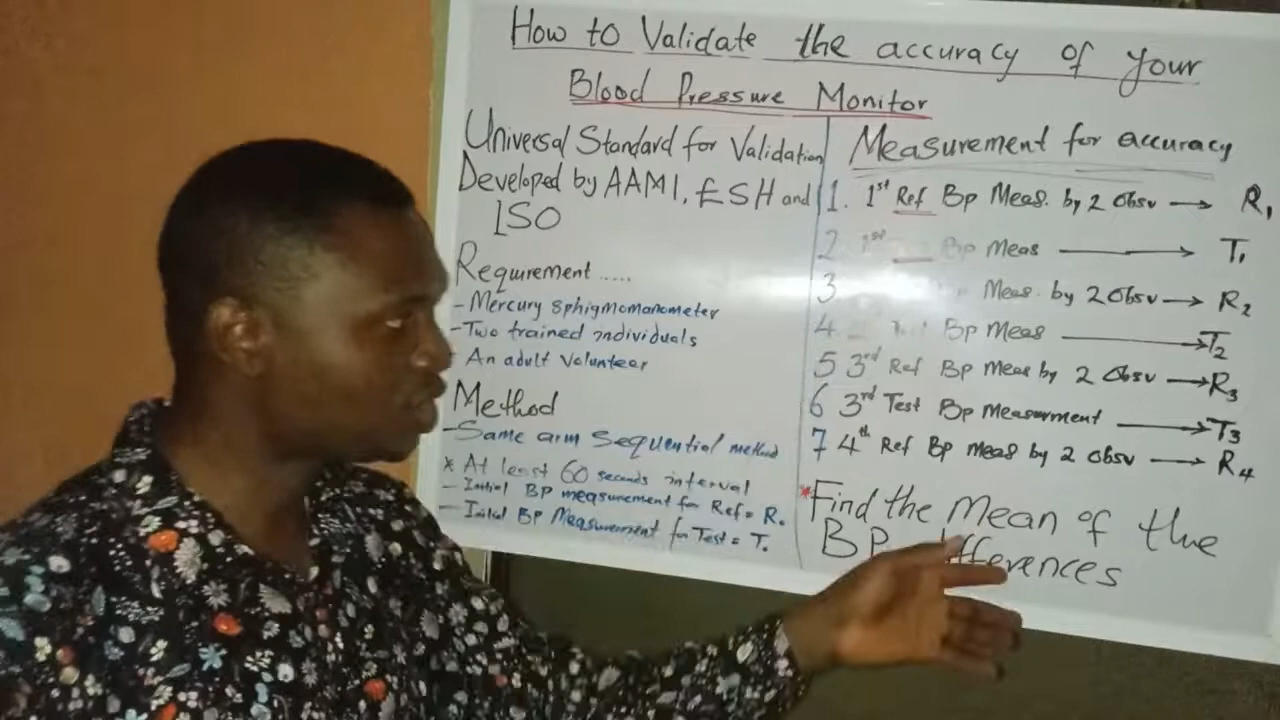 How to Validate the accuracy of your
Blood Pressure Monitor
Universal Standard for Validation
Developed by AAMI, ESH and
ISO
Requirement .....
- Mercury sphigmomanometer
- Two trained individuals
An adult volunteer
Method
- Same arm Sequential method
* At least 60 seconds interval
- Initial BP measurement for Ref = R₀
- Initial BP Measurement for Test = T₀
Measurement for accuracy
1. 1st Ref Bp Meas. by 2 Obsv → R1
2 1st Bp Meas → T1
3 Meas. by 2 Obsv → R2
4 Bp Meas → T2
5 3rd Ref Bp Meas by 2 Obsv → R3
6 3rd Test Bp Measurment → T3
7 4th Ref Bp Meas by 2 obsv → R4
* Find the Mean of the
BP differences